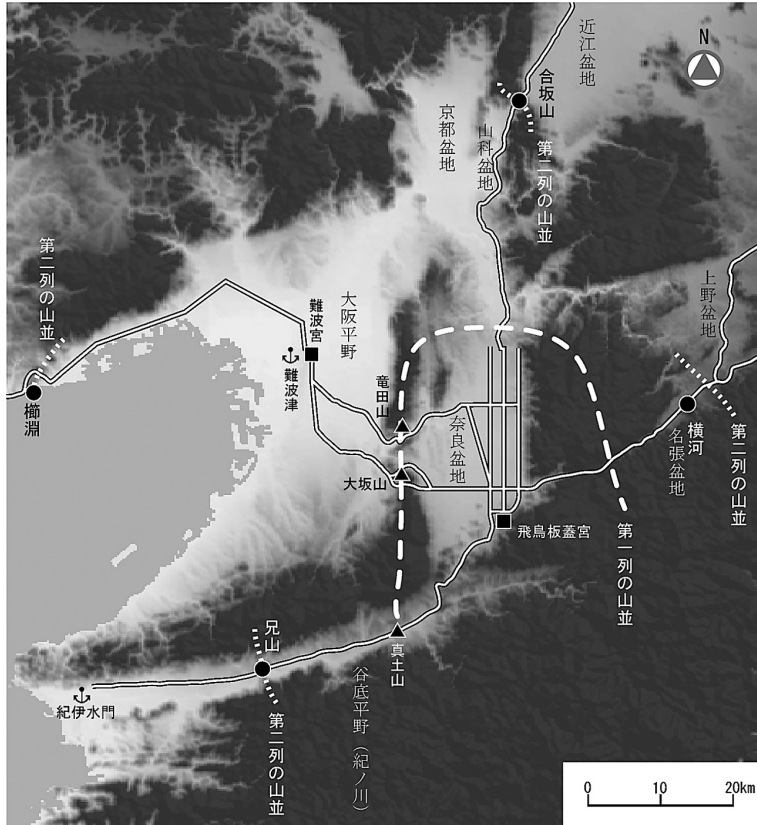 近江盆地
N
合坂山
京都盆地
山科盆地
第二列の山並
第二列の山並
大阪平野
難波宮
難波津
上野盆地
竜田山
櫛淵
奈良盆地
大坂山
横河
名張盆地
第二列の山並
飛鳥板蓋宮
第一列の山並
兄山
真土山
谷底平野（紀ノ川）
紀伊水門
第二列の山並
0 10 20km